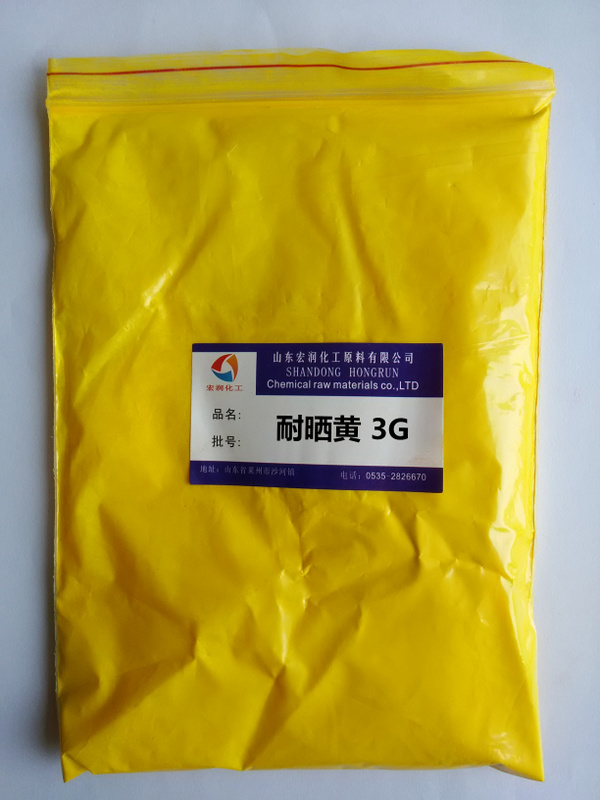 山东宏润化工原料有限公司
SHANDONG HONGRUN
Chemical raw materials co.,LTD
宏润化工
品名:
批号:
耐晒黄 3G
地址：山东省莱州市沙河镇
电话：0535-2826670